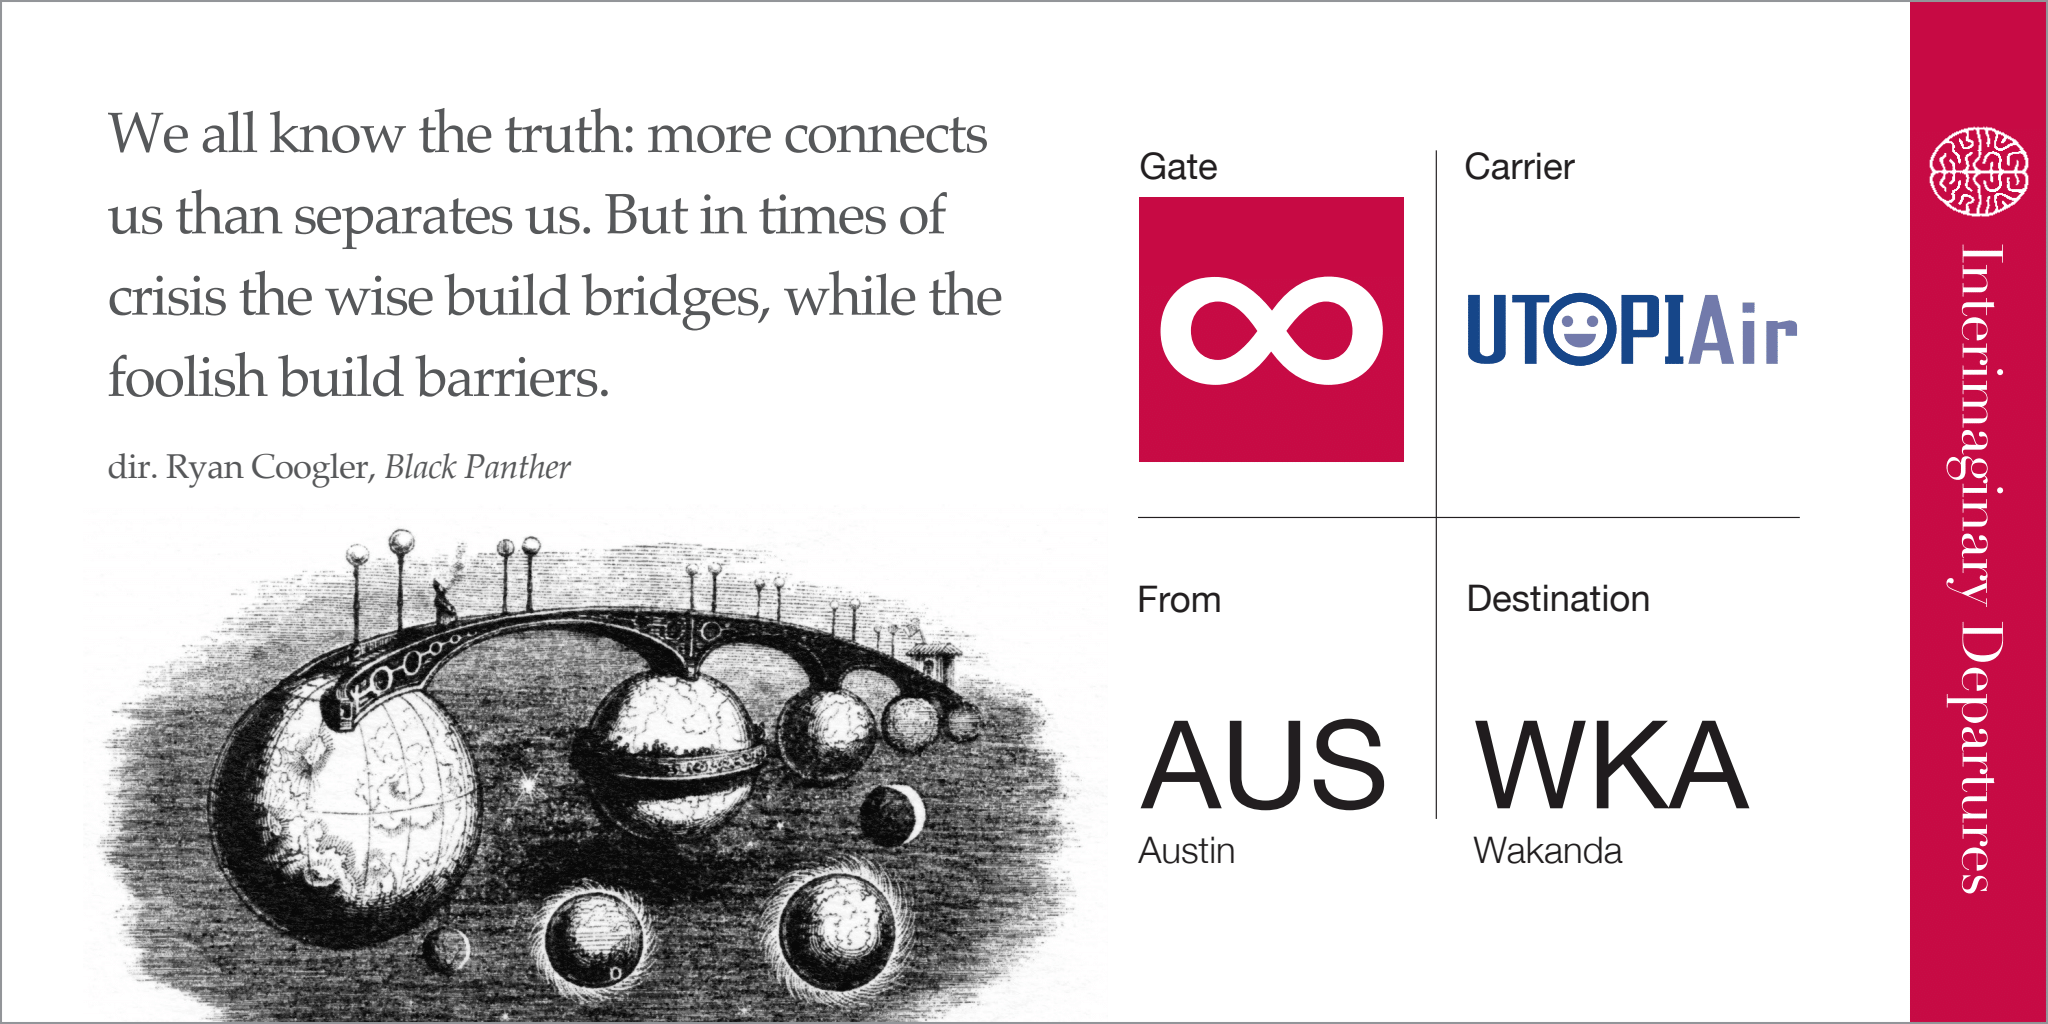 We all know the truth: more connects
us than separates us. But in times of
crisis the wise build bridges, while the
foolish build barriers.
dir. Ryan Coogler, Black Panther
Gate
∞
Carrier
UTOPIAir
From
AUS
Austin
Destination
WKA
Wakanda
Interimaginary Departures